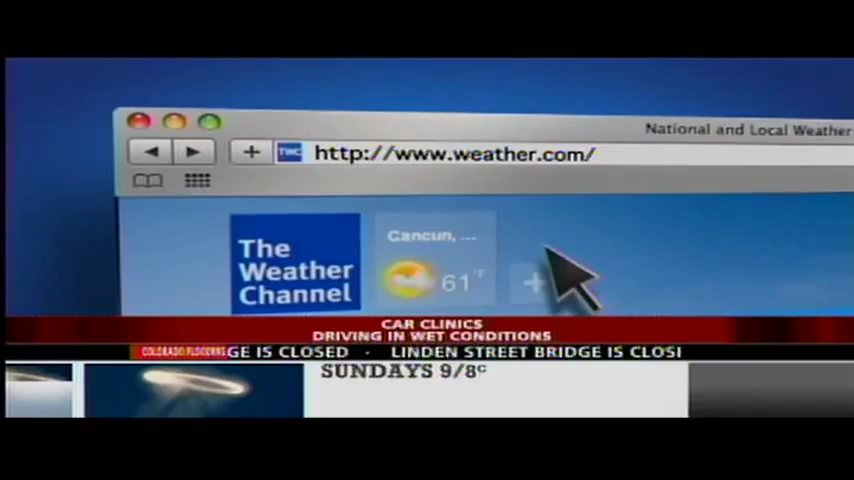 National and Local Weather
TWC http://www.weather.com/
Cancun, ...
The
Weather
Channel
61°F
CAR CLINICS
DRIVING IN WET CONDITIONS
COLORADO FLOODING
GE IS CLOSED · LINDEN STREET BRIDGE IS CLOSI
SUNDAYS 9/8c